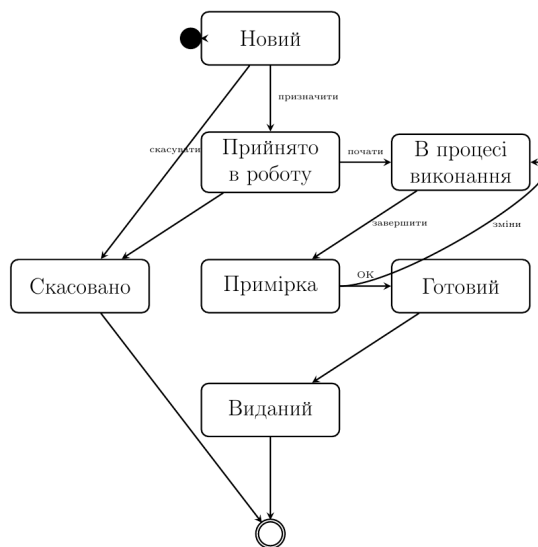 Новий
призначити
скасувати
Прийнято
в роботу
почати
В процесі
виконання
завершити
зміни
Скасовано
Примірка
OK
Готовий
Виданий